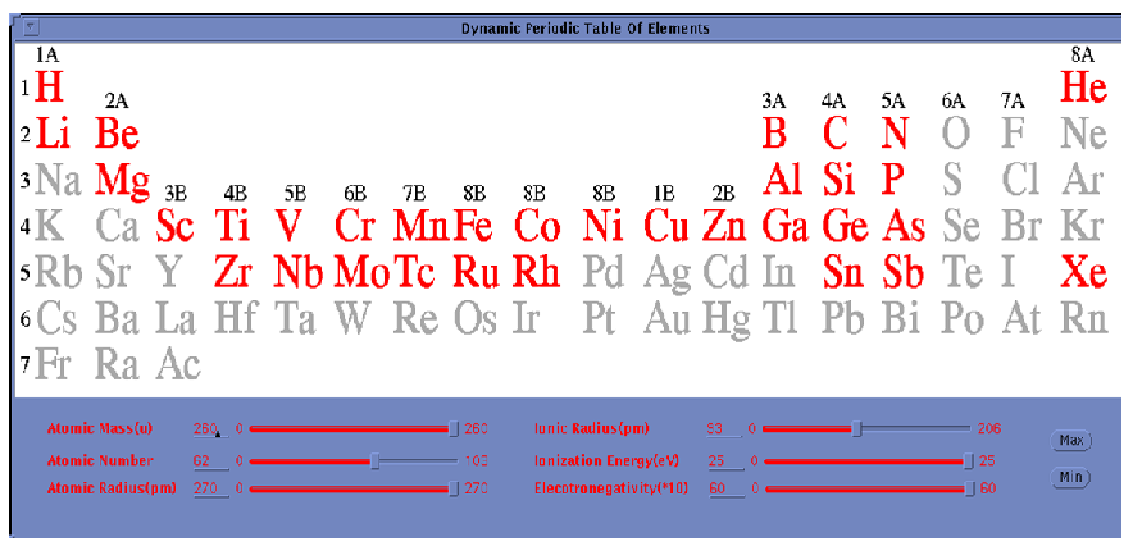 Dynamic Periodic Table Of Elements
1A 8A
1 H He
2A 3A 4A 5A 6A 7A
2 Li Be B C N O F Ne
3 Na Mg Al Si P S Cl Ar
3B 4B 5B 6B 7B 8B 8B 8B 1B 2B
4 K Ca Sc Ti V Cr Mn Fe Co Ni Cu Zn Ga Ge As Se Br Kr
5 Rb Sr Y Zr Nb Mo Tc Ru Rh Pd Ag Cd In Sn Sb Te I Xe
6 Cs Ba La Hf Ta W Re Os Ir Pt Au Hg Tl Pb Bi Po At Rn
7 Fr Ra Ac
Atomic Mass(u) 260 0 260 Ionic Radius(pm) 93 0 206
Max
Atomic Number 62 0 103 Ionization Energy(eV) 25 0 25
Min
Atomic Radius(pm) 270 0 270 Electronegativity(*10) 60 0 60